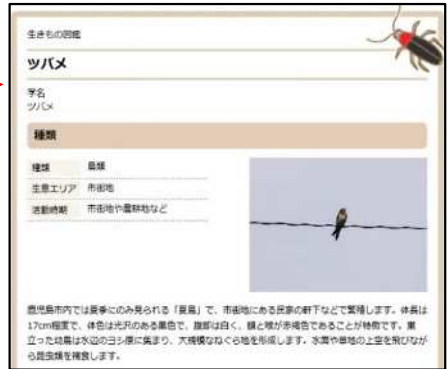 生きもの図鑑
ツバメ
学名
ツバメ
種類
種類 鳥類
生息エリア 市街地
活動時期 市街地や農耕地など
鹿児島市内では夏季にのみ見られる「夏鳥」で、市街地にある民家の軒下などで繁殖します。体長は
17cm程度で、体色は光沢のある黒色で、腹部は白く、額と喉が赤褐色であることが特徴です。巣
立った幼鳥は水辺のヨシ原に集まり、大規模なねぐら地を形成します。水面や草地の上空を飛びなが
ら昆虫類を捕食します。